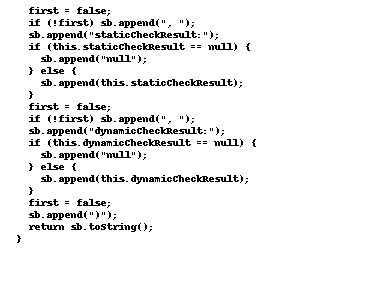 first = false;
if (!first) sb.append(", ");
sb.append("staticCheckResult:");
if (this.staticCheckResult == null) {
sb.append("null");
} else {
sb.append(this.staticCheckResult);
}
first = false;
if (!first) sb.append(", ");
sb.append("dynamicCheckResult:");
if (this.dynamicCheckResult == null) {
sb.append("null");
} else {
sb.append(this.dynamicCheckResult);
}
first = false;
sb.append(")");
return sb.toString();
}